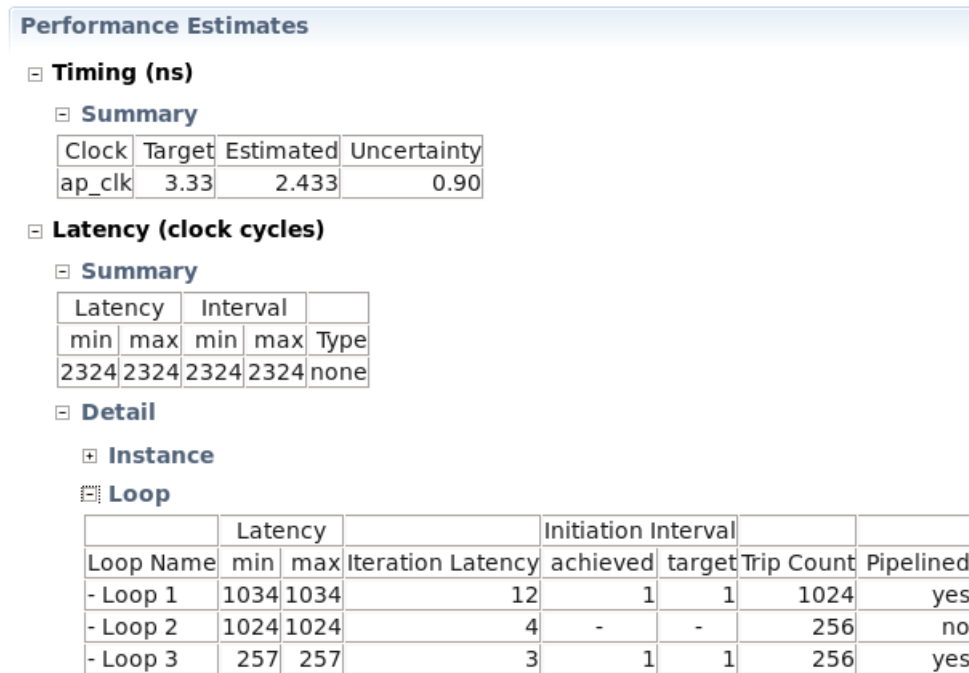 Performance Estimates
Timing (ns)
Summary
Clock Target Estimated Uncertainty
ap_clk 3.33 2.433 0.90
Latency (clock cycles)
Summary
Latency Interval
min max min max Type
2324 2324 2324 2324 none
Detail
Instance
Loop
Latency Initiation Interval
Loop Name min max Iteration Latency achieved target Trip Count Pipelined
- Loop 1 1034 1034 12 1 1 1024 yes
- Loop 2 1024 1024 4 - - 256 no
- Loop 3 257 257 3 1 1 256 yes